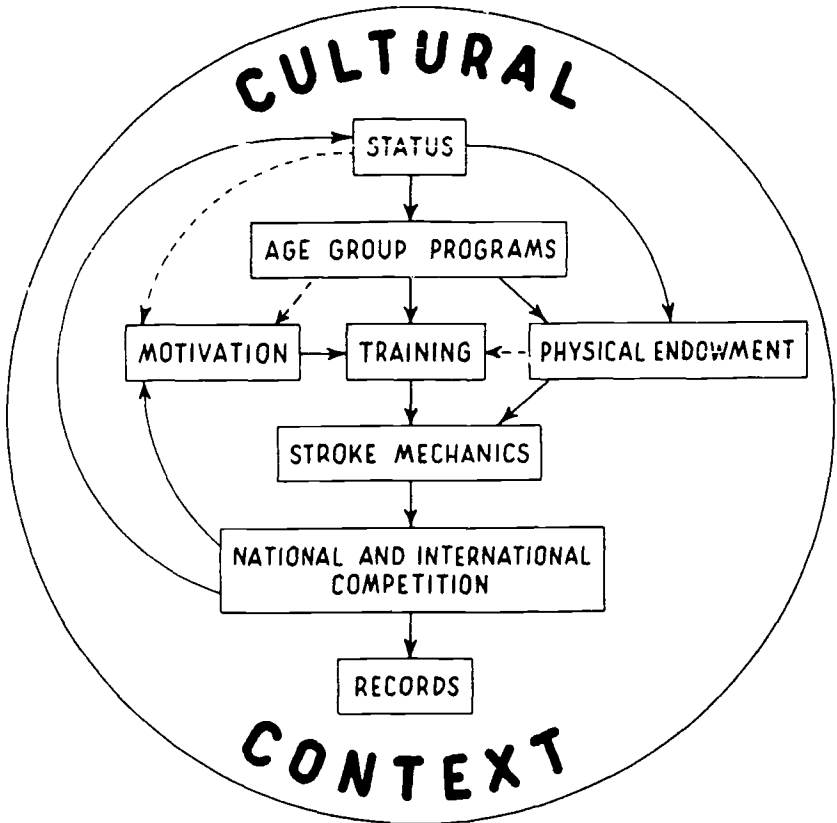 CULTURAL
STATUS
AGE GROUP PROGRAMS
MOTIVATION
TRAINING
PHYSICAL ENDOWMENT
STROKE MECHANICS
NATIONAL AND INTERNATIONAL
COMPETITION
RECORDS
CONTEXT